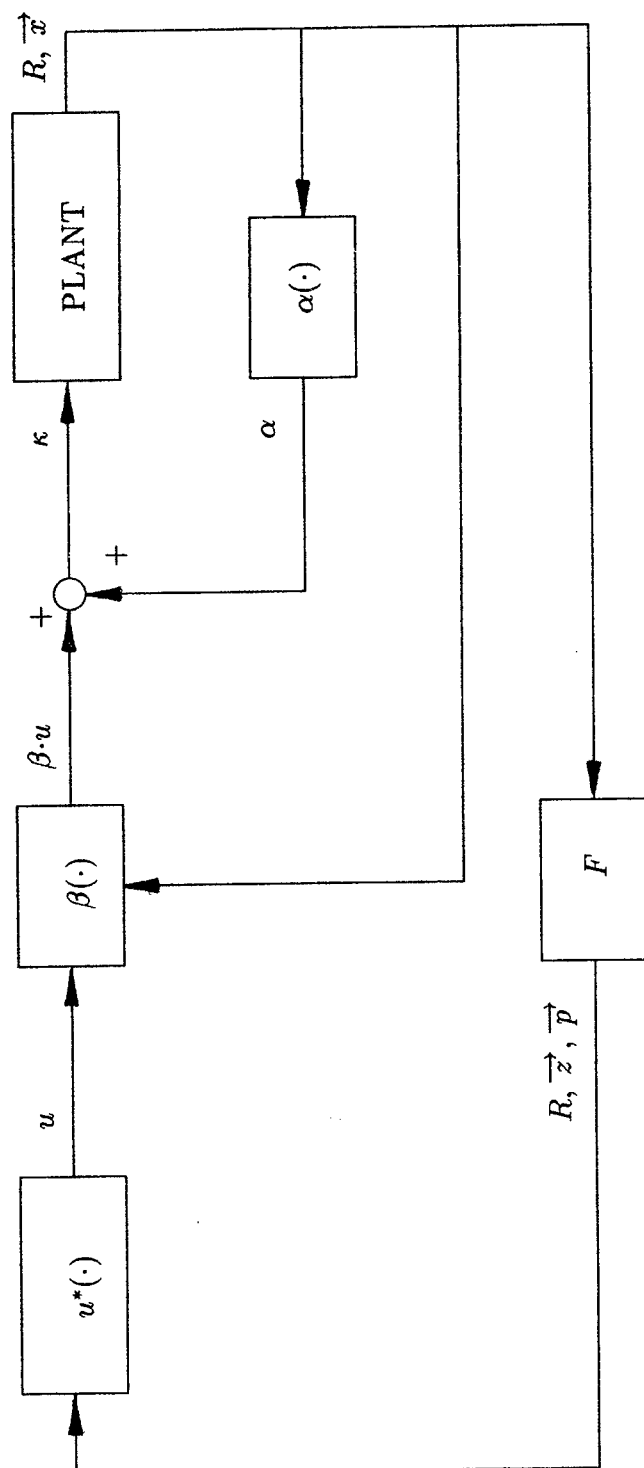 u*(·)
u
β(·)
β·u
+
+
κ
PLANT
R, x⃗
α
α(·)
R, z⃗, p⃗
F